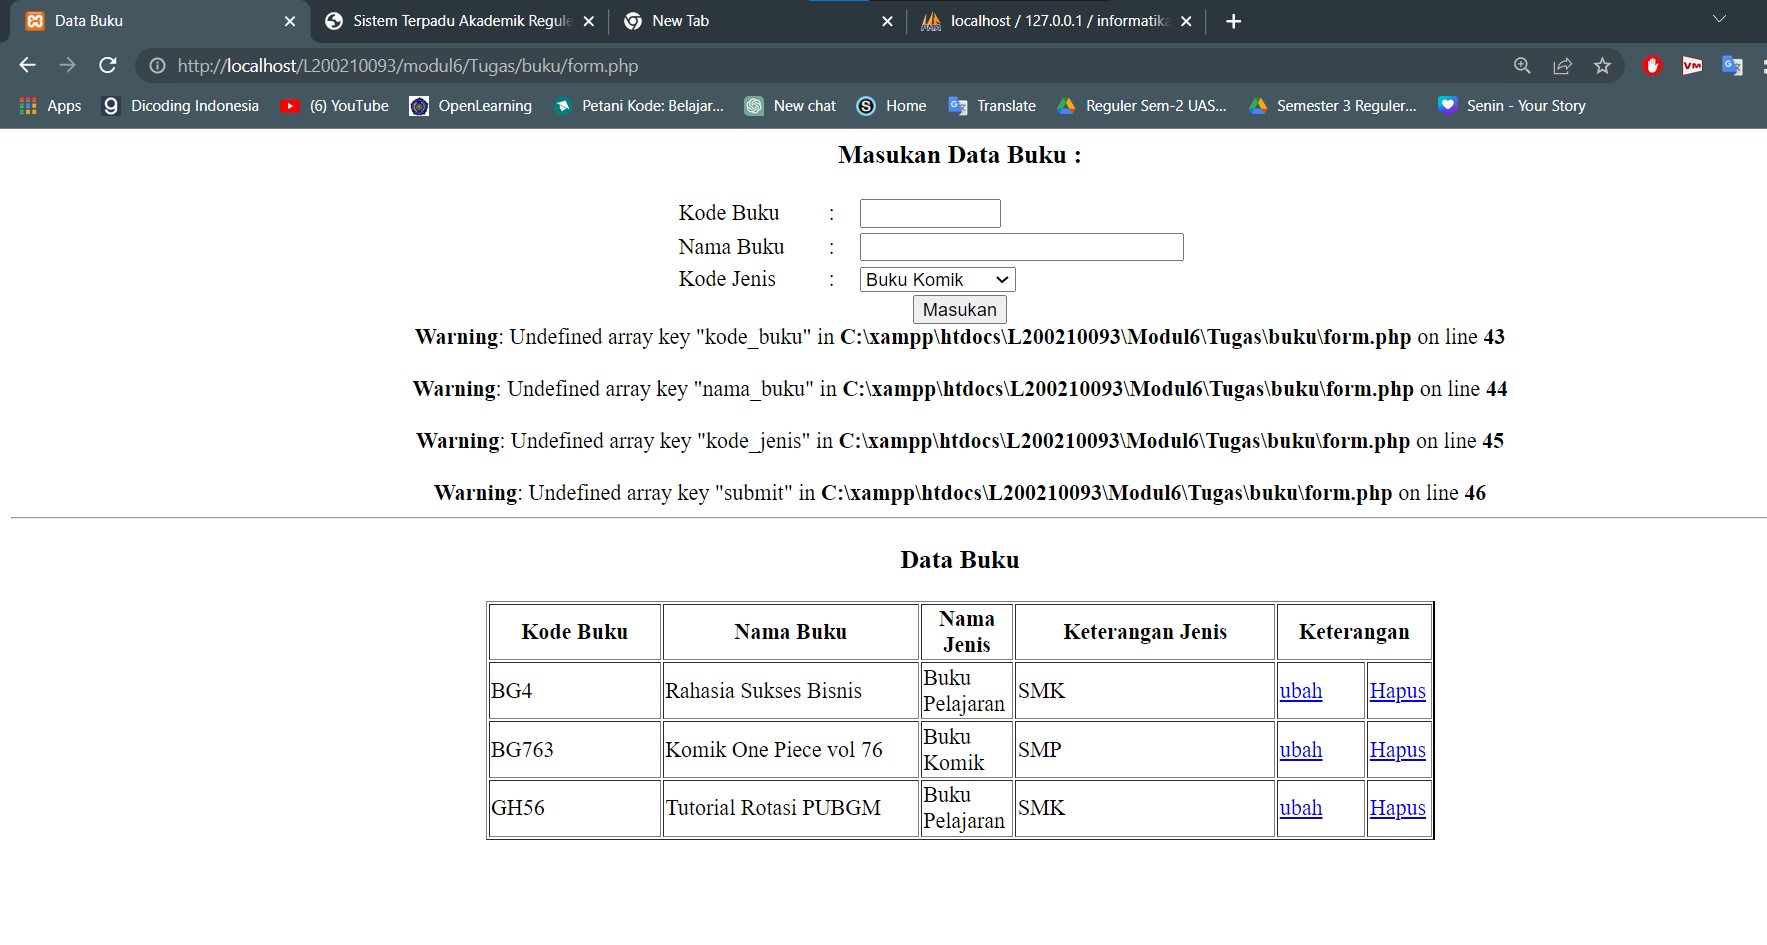 Data Buku
Sistem Terpadu Akademik Regule
New Tab
localhost / 127.0.0.1 / informatika
http://localhost/L200210093/modul6/Tugas/buku/form.php
Apps
Dicoding Indonesia
(6) YouTube
OpenLearning
Petani Kode: Belajar...
New chat
Home
Translate
Reguler Sem-2 UAS...
Semester 3 Reguler...
Senin - Your Story
Masukan Data Buku :
Kode Buku :
Nama Buku :
Kode Jenis : Buku Komik
Masukan
Warning: Undefined array key "kode_buku" in C:\xampp\htdocs\L200210093\Modul6\Tugas\buku\form.php on line 43
Warning: Undefined array key "nama_buku" in C:\xampp\htdocs\L200210093\Modul6\Tugas\buku\form.php on line 44
Warning: Undefined array key "kode_jenis" in C:\xampp\htdocs\L200210093\Modul6\Tugas\buku\form.php on line 45
Warning: Undefined array key "submit" in C:\xampp\htdocs\L200210093\Modul6\Tugas\buku\form.php on line 46
Data Buku
Kode Buku Nama Buku Nama Jenis Keterangan Jenis Keterangan
BG4 Rahasia Sukses Bisnis Buku Pelajaran SMK ubah Hapus
BG763 Komik One Piece vol 76 Buku Komik SMP ubah Hapus
GH56 Tutorial Rotasi PUBGM Buku Pelajaran SMK ubah Hapus